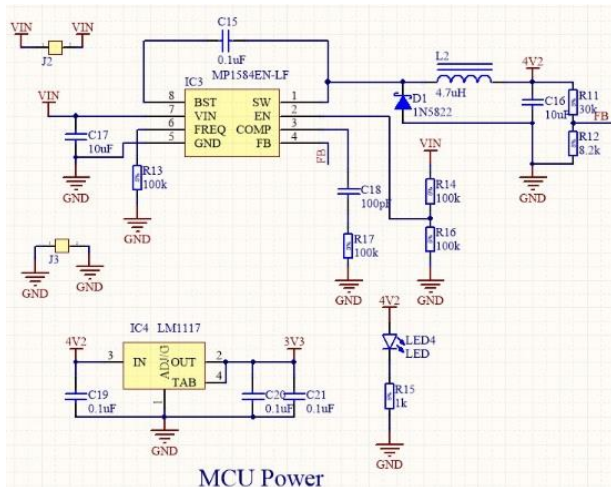 VIN VIN
J2
C15
0.1uF
IC3 MP1584EN-LF
VIN
8 BST SW 1
7 VIN EN 2
6 FREQ COMP 3
5 GND FB 4
C17
10uF
GND
R13
100k
GND
FB
C18
100pF
R17
100k
GND
L2
4.7uH
D1
1N5822
4V2
C16
10uF
GND
R11
30k
FB
R12
8.2k
VIN
R14
100k
R16
100k
GND
J3
GND GND
IC4 LM1117
4V2
3 IN OUT 2
ADJ/G
TAB 4
1
3V3
C19
0.1uF
C20
0.1uF
C21
0.1uF
GND
4V2
LED4
LED
R15
1k
GND
MCU Power